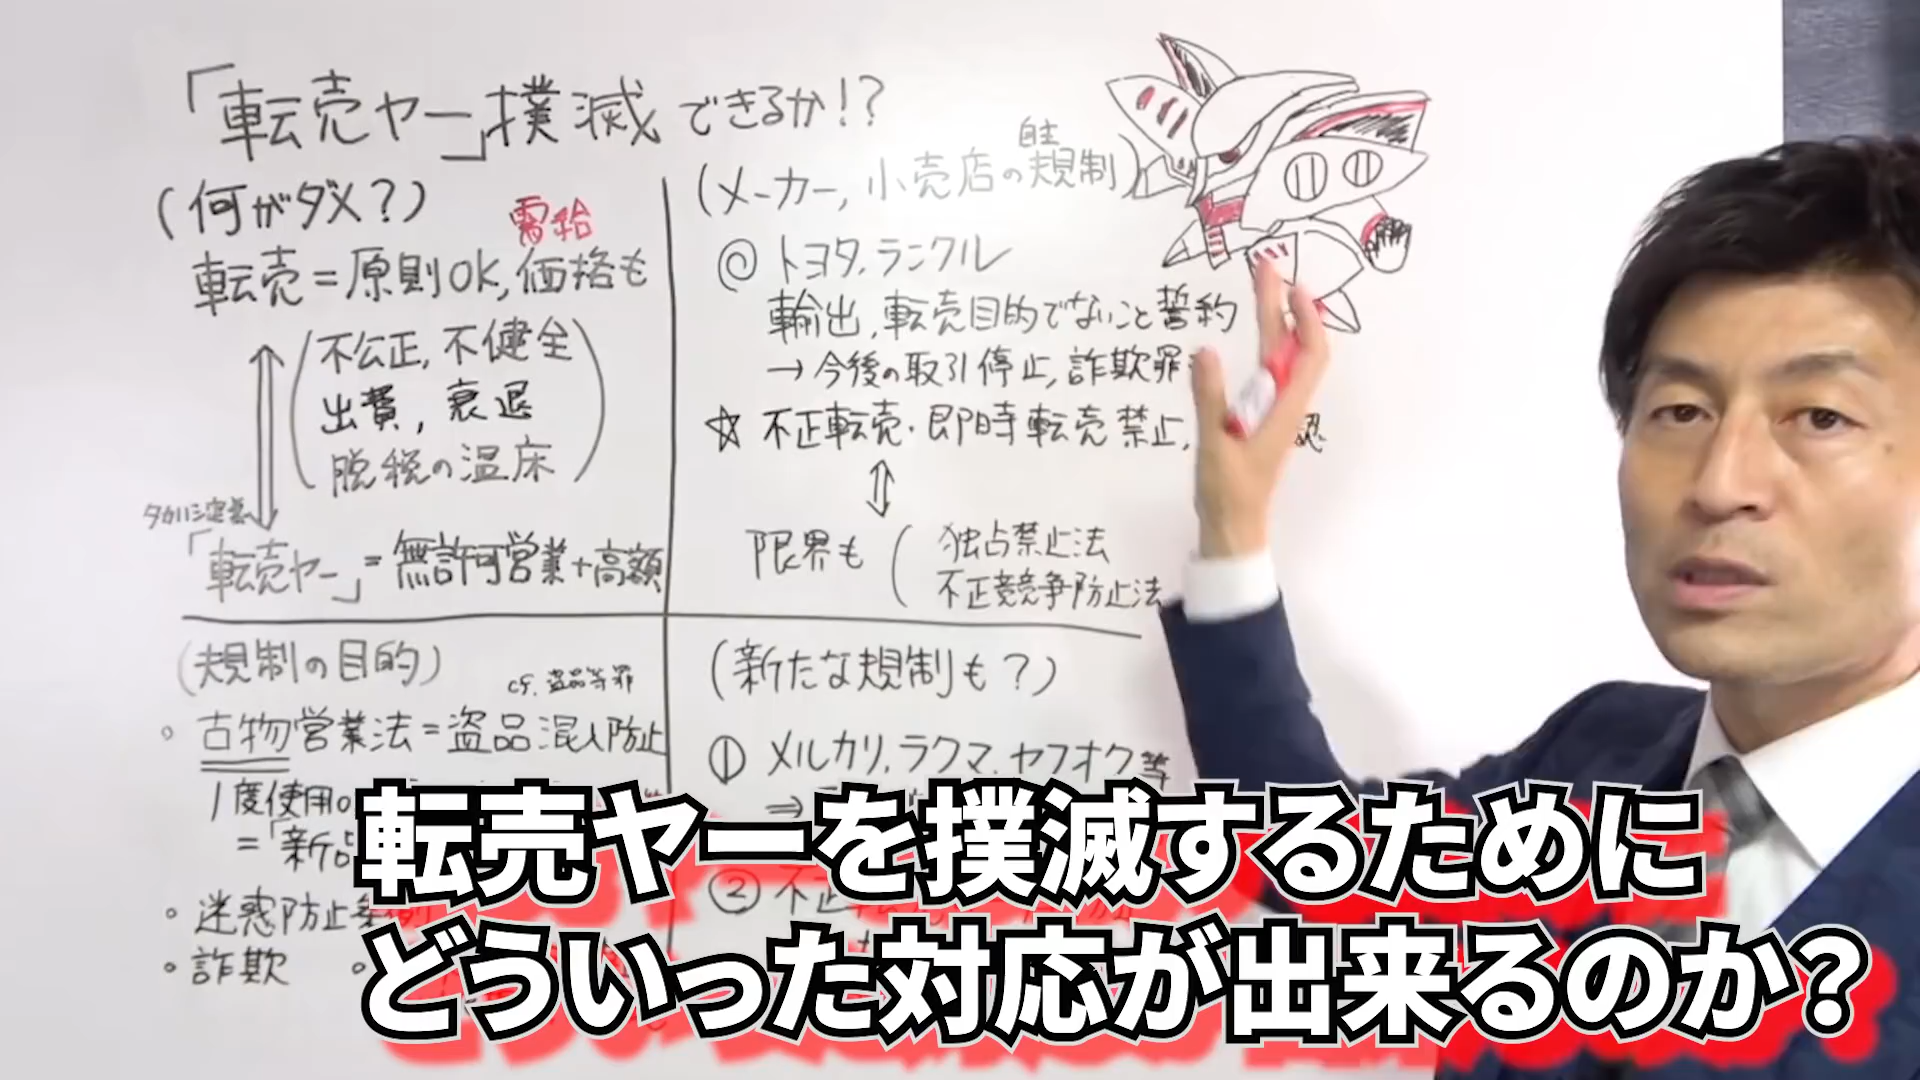 「転売ヤー」撲滅できるか!?
(何がダメ?)
需給
転売=原則OK,価格も
不公正,不健全
出費,衰退
脱税の温床
タカハシ定義
「転売ヤー」=無許可営業+高額
(メーカー,小売店の自主規制)
◎トヨタ.ランクル
輸出,転売目的でないこと誓約
→今後の取引停止,詐欺罪
☆不正転売・即時転売禁止,
認
限界も
独占禁止法
不正競争防止法
(規制の目的)
cf.盗品等罪
。古物営業法=盗品混入防止
1度使用
=「新品
。迷惑防止条例
。詐欺
(新たな規制も?)
①メルカリ,ラクマ,ヤフオク等
②不正
転売ヤーを撲滅するために
どういった対応が出来るのか?